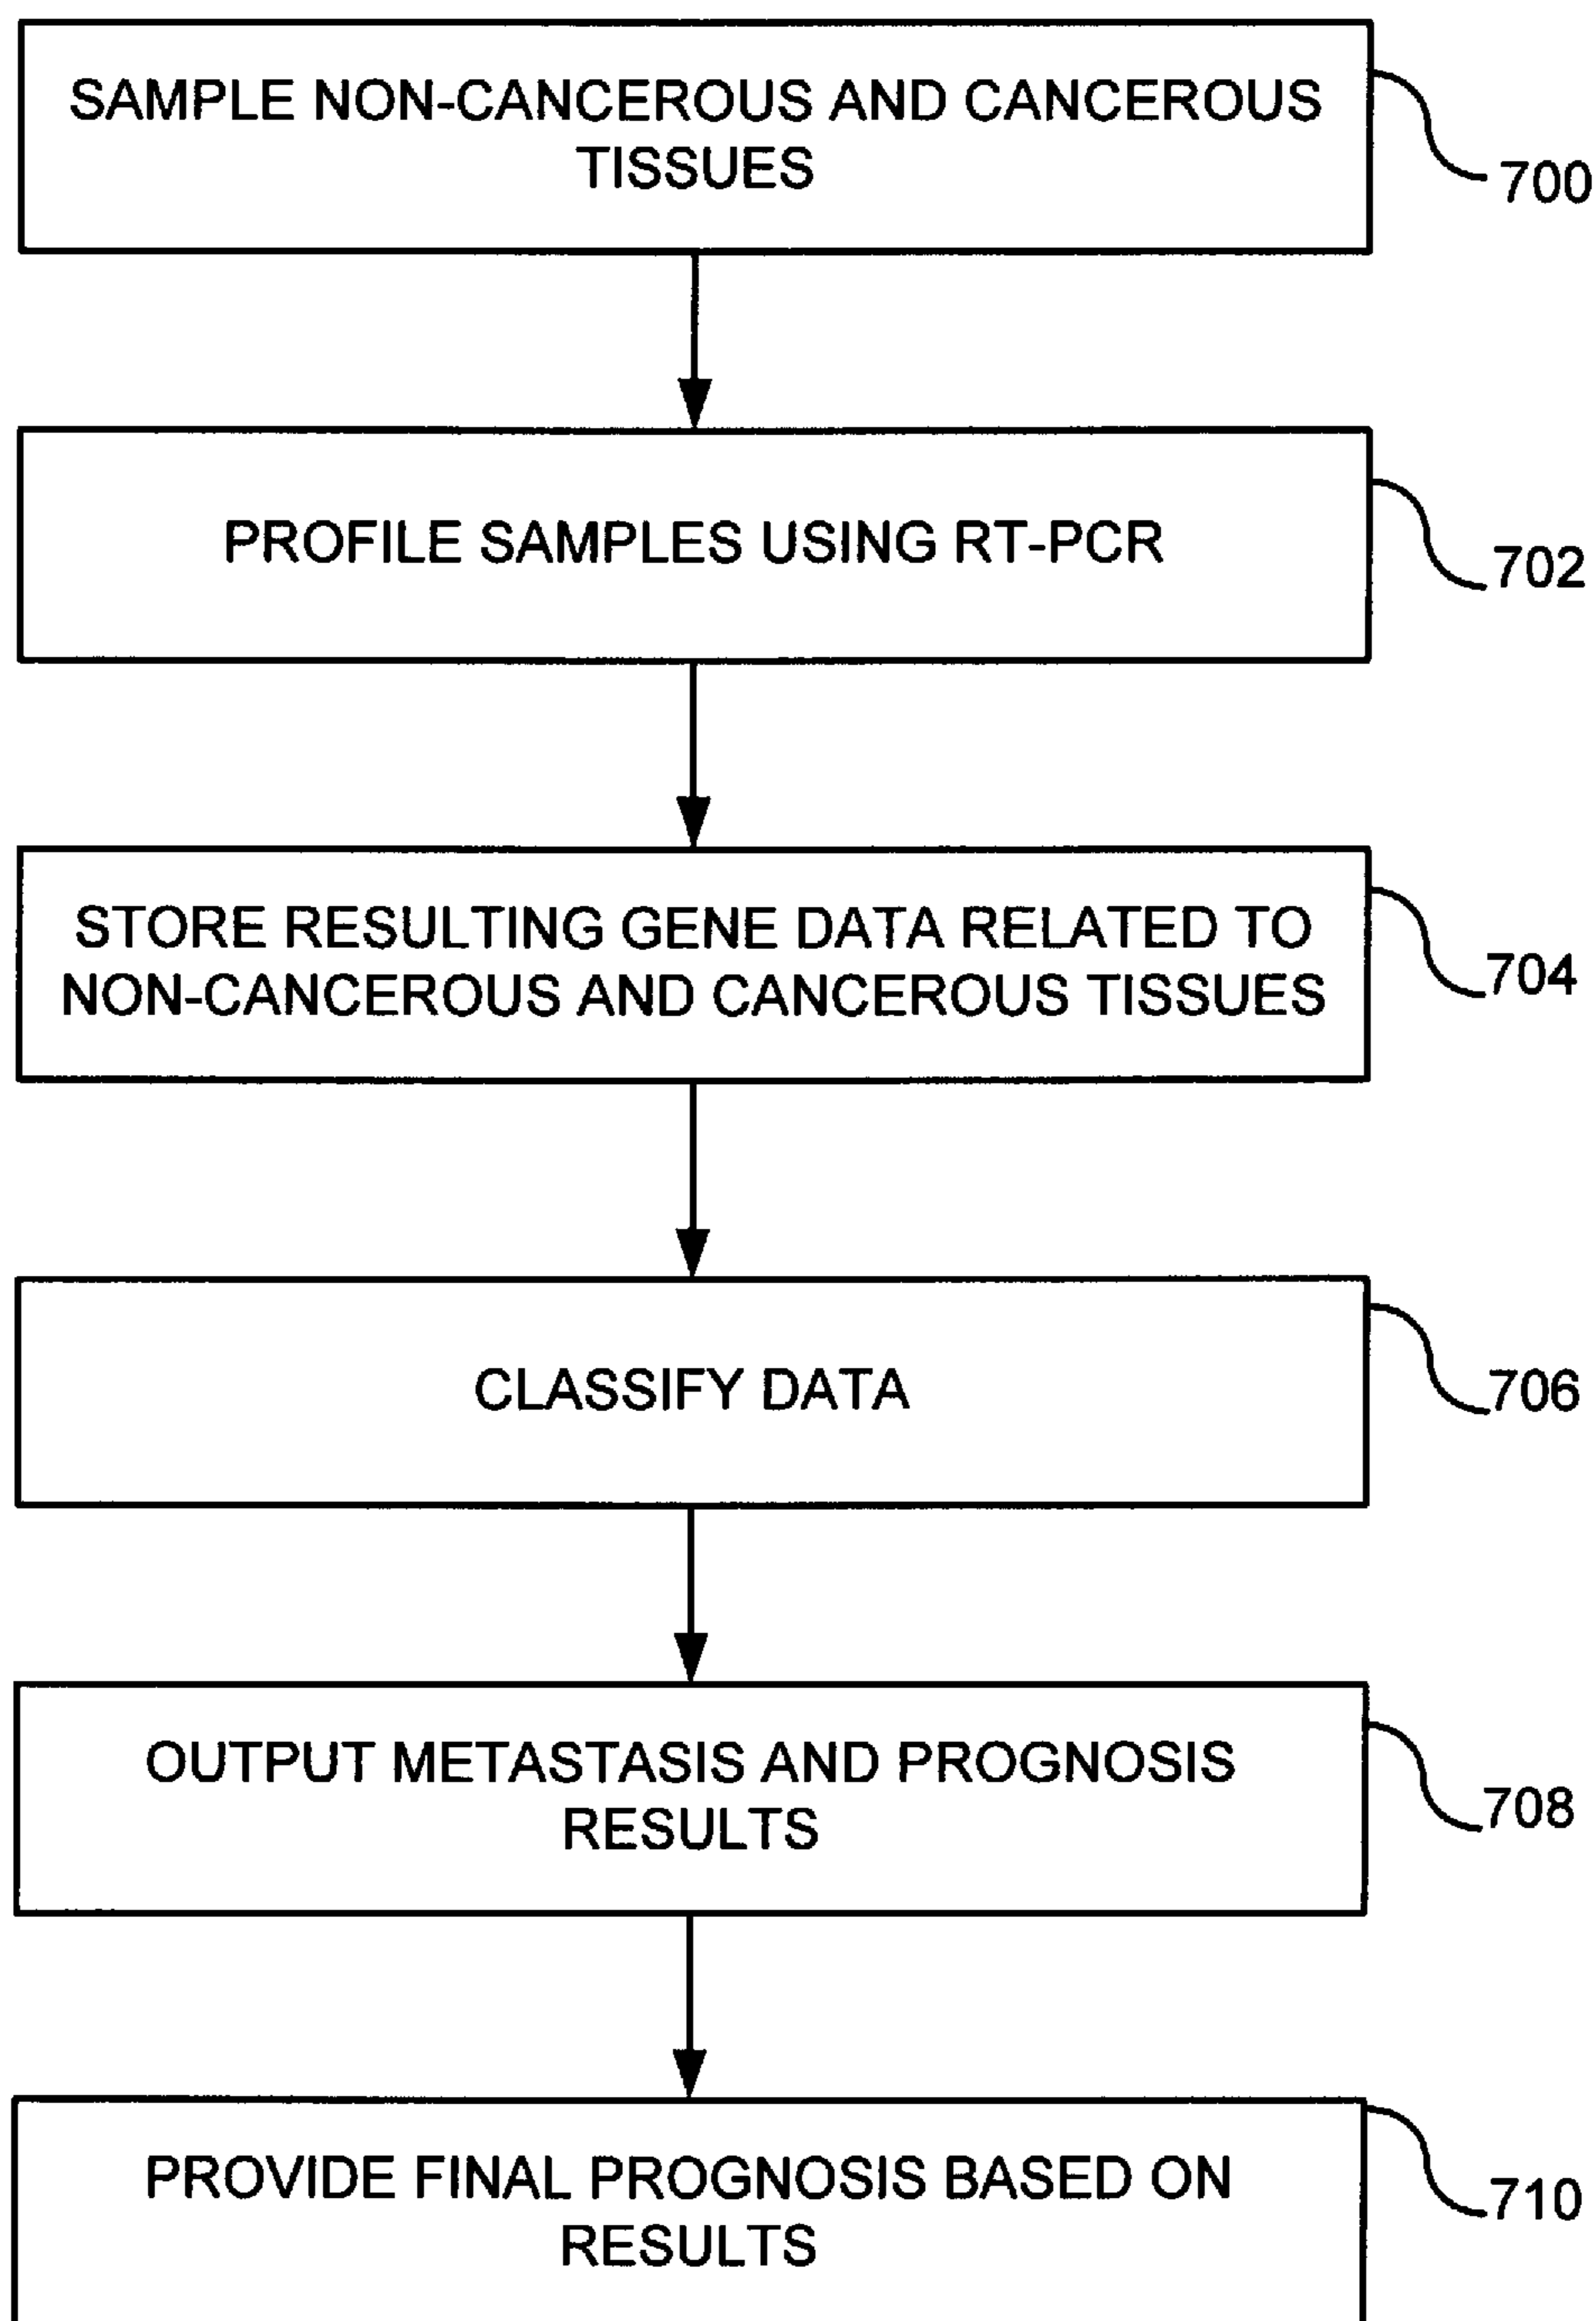 SAMPLE NON-CANCEROUS AND CANCEROUS
TISSUES
700
PROFILE SAMPLES USING RT-PCR
702
STORE RESULTING GENE DATA RELATED TO
NON-CANCEROUS AND CANCEROUS TISSUES
704
CLASSIFY DATA
706
OUTPUT METASTASIS AND PROGNOSIS
RESULTS
708
PROVIDE FINAL PROGNOSIS BASED ON
RESULTS
710